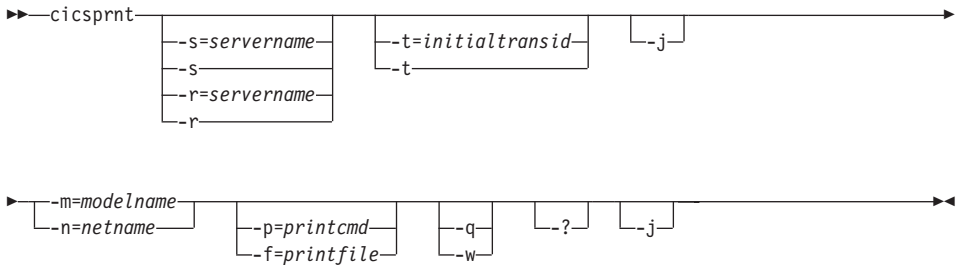 cicsprnt
-s=servername -t=initialtransid -j
-s -t
-r=servername
-r
-m=modelname
-n=netname -p=printcmd -q -? -j
-f=printfile -w